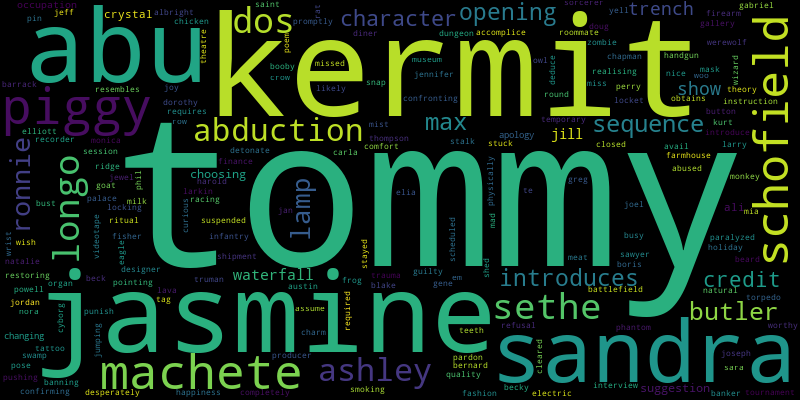 occupation jeff crystal albright chicken saint dos character opening trench yell doug sorcerer firearm gabriel
pin abu theatre poem promptly rat diner dungeon accomplice roommate zombie gallery werewolf schofield
kermit booby crow missed likely museum jennifer confronting snap owl deduce realising chapman handgun nice woo mask wizard
barrack resembles joy dorothy requires row round miss perry show theory locket obtains instruction
piggy abduction max mist thompson stalk apology stuck temporary jill sequence button kurt introduce
elliott recorder monica session detonate carla comfort finance closed avail farmhouse larry abused
ronnie longo ridge goat jewel milk phil choosing harold larkin racing tommy elia physically te greg joel monkey ali mia
palace locking ritual curious suspended jan lamp scheduled mad busy paralyzed holiday
wrist bust wish videotape eagle fisher infantry shipment stayed shed meat sawyer boris beard
natalie restoring designer waterfall trauma guilty em introduces credit
powell organ beck pointing truman austin frog blake gene battlefield natural torpedo
jordan nora cyborg lava tag jasmine assume required sethe butler
changing punish charm teeth refusal phantom worthy
tattoo swamp jumping producer pardon bernard cleared sandra joseph
pose machete ashley quality sara
pushing banning desperately happiness smoking completely fashion becky electric interview suggestion banker tournament